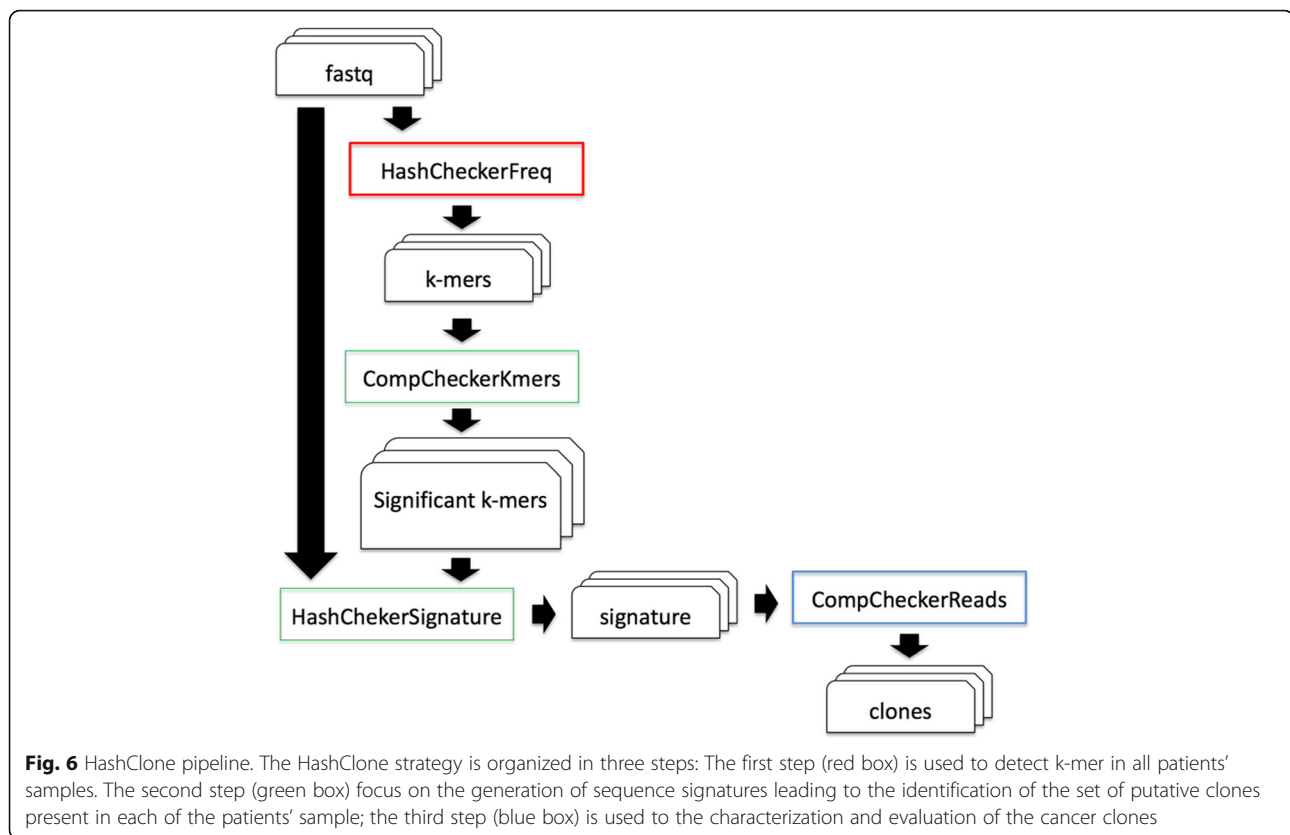 fastq
HashCheckerFreq
k-mers
CompCheckerKmers
Significant k-mers
HashChekerSignature
signature
CompCheckerReads
clones
Fig. 6 HashClone pipeline. The HashClone strategy is organized in three steps: The first step (red box) is used to detect k-mer in all patients’
samples. The second step (green box) focus on the generation of sequence signatures leading to the identification of the set of putative clones
present in each of the patients’ sample; the third step (blue box) is used to the characterization and evaluation of the cancer clones